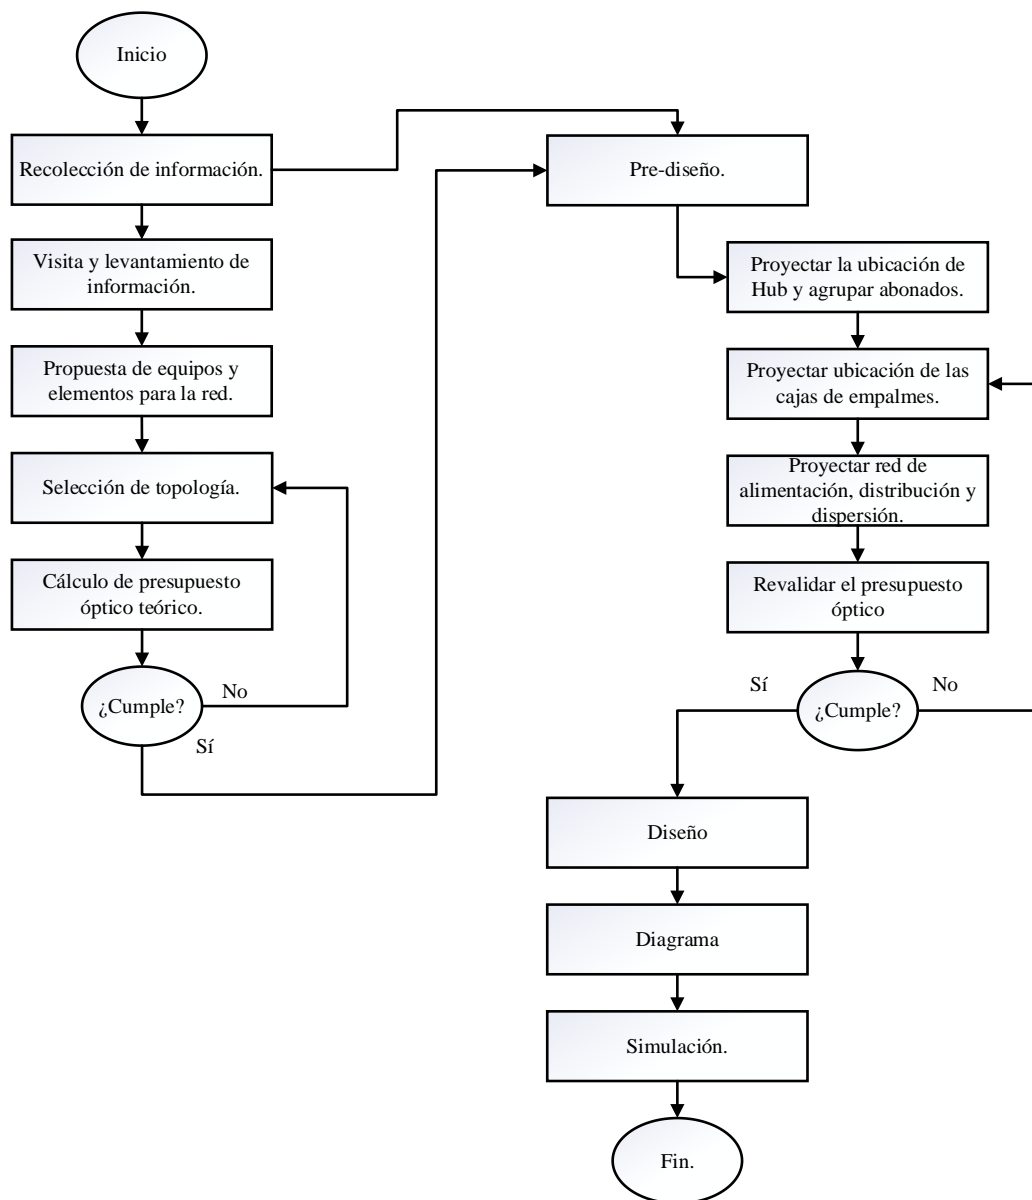 Inicio
Recolección de información.
Visita y levantamiento de
información.
Propuesta de equipos y
elementos para la red.
Selección de topología.
Cálculo de presupuesto
óptico teórico.
¿Cumple?
No
Sí
Pre-diseño.
Proyectar la ubicación de
Hub y agrupar abonados.
Proyectar ubicación de las
cajas de empalmes.
Proyectar red de
alimentación, distribución y
dispersión.
Revalidar el presupuesto
óptico
Sí
¿Cumple?
No
Diseño
Diagrama
Simulación.
Fin.